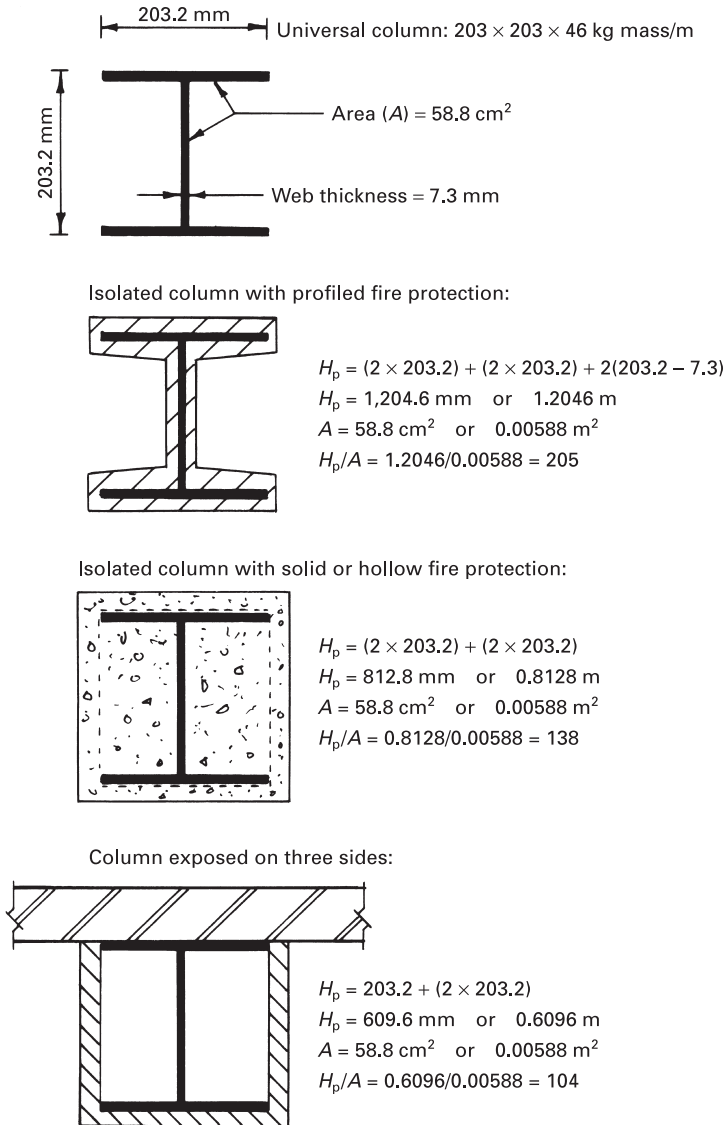 203.2 mm
Universal column: 203 × 203 × 46 kg mass/m
203.2 mm
Area (A) = 58.8 cm²
Web thickness = 7.3 mm
Isolated column with profiled fire protection:
Hₚ = (2 × 203.2) + (2 × 203.2) + 2(203.2 – 7.3)
Hₚ = 1,204.6 mm or 1.2046 m
A = 58.8 cm² or 0.00588 m²
Hₚ/A = 1.2046/0.00588 = 205
Isolated column with solid or hollow fire protection:
Hₚ = (2 × 203.2) + (2 × 203.2)
Hₚ = 812.8 mm or 0.8128 m
A = 58.8 cm² or 0.00588 m²
Hₚ/A = 0.8128/0.00588 = 138
Column exposed on three sides:
Hₚ = 203.2 + (2 × 203.2)
Hₚ = 609.6 mm or 0.6096 m
A = 58.8 cm² or 0.00588 m²
Hₚ/A = 0.6096/0.00588 = 104